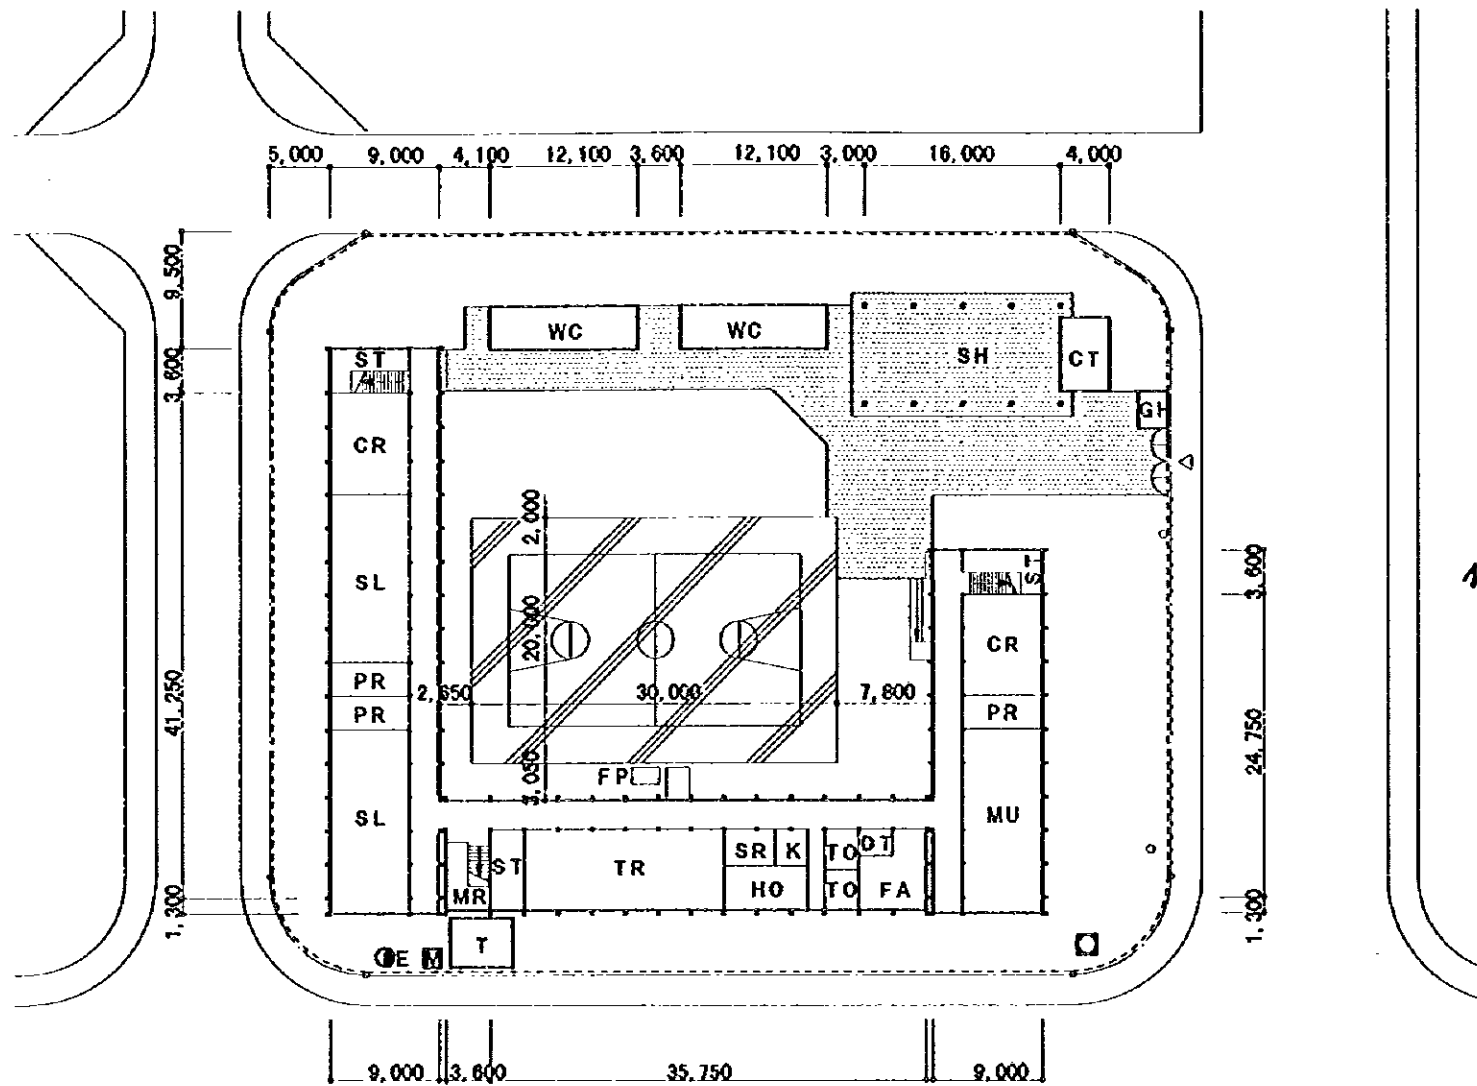 5,000 9,000 4,100 12,100 3,600 12,100 3,000 16,000 4,000
9,500
WC WC SH CT
ST
3,600
GH
CR
2,000
ST
3,600
SL
20,000
CR
PR
2,650 30,000 7,800
PR
PR
41,250
24,750
3,050
FP
SL
MU
ST TR SR K TO DT
MR HO TO FA
1,300
1,300
T
E M
9,000 3,600 35,750 9,000